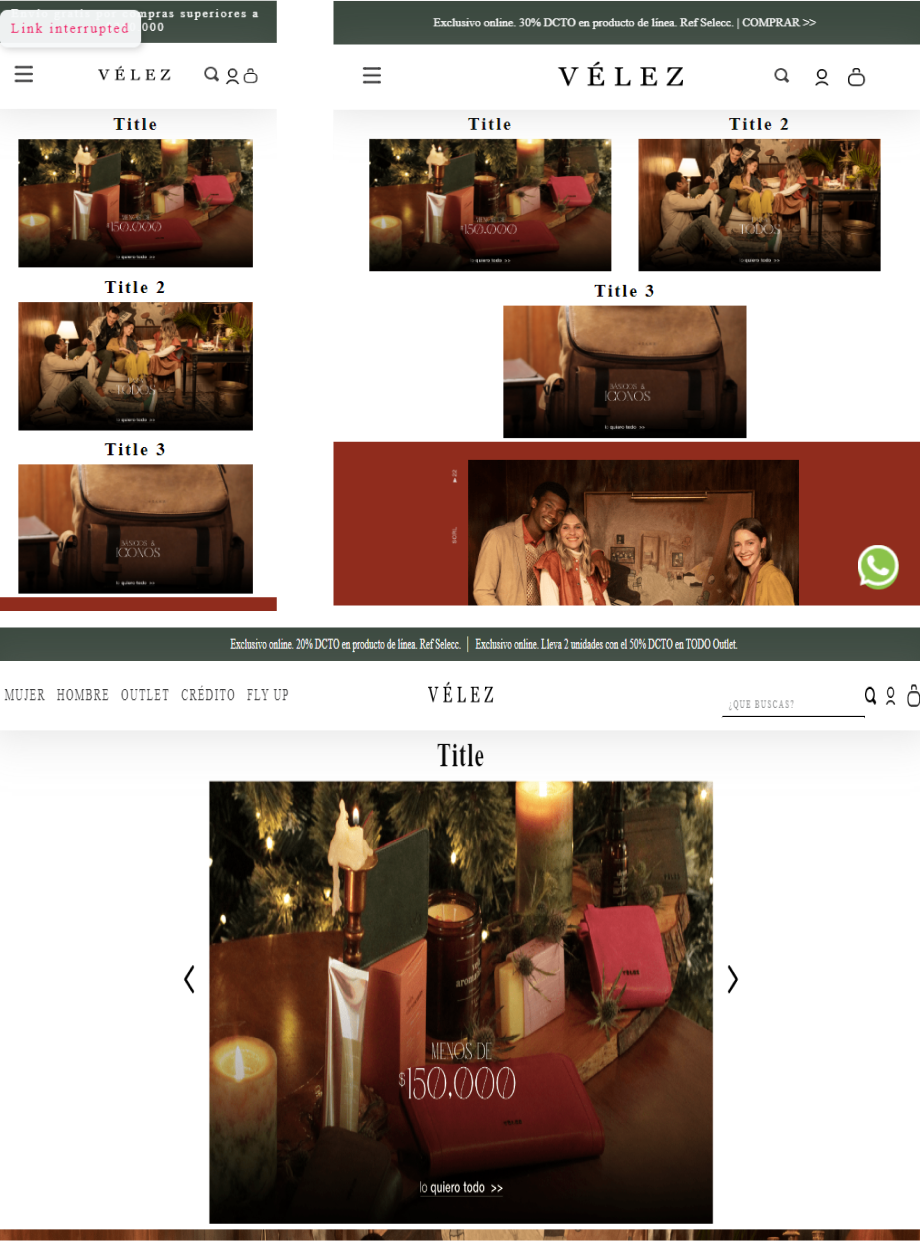 compras superiores a
Link interrupted
000
VÉLEZ
Title
MENOS DE
$150.000
lo quiero todo >>
Title 2
TODOS
lo quiero todo >>
Title 3
BÁSICOS &
ICONOS
lo quiero todo >>
Exclusivo online. 30% DCTO en producto de línea. Ref Selecc. | COMPRAR >>
VÉLEZ
Title
MENOS DE
$150.000
lo quiero todo >>
Title 2
TODOS
lo quiero todo >>
Title 3
BÁSICOS &
ICONOS
lo quiero todo >>
Exclusivo online. 20% DCTO en producto de línea. Ref Selecc. | Exclusivo online. Lleva 2 unidades con el 50% DCTO en TODO Outlet.
MUJER HOMBRE OUTLET CRÉDITO FLY UP
VÉLEZ
¿QUE BUSCAS?
Title
MENOS DE
$150.000
lo quiero todo >>